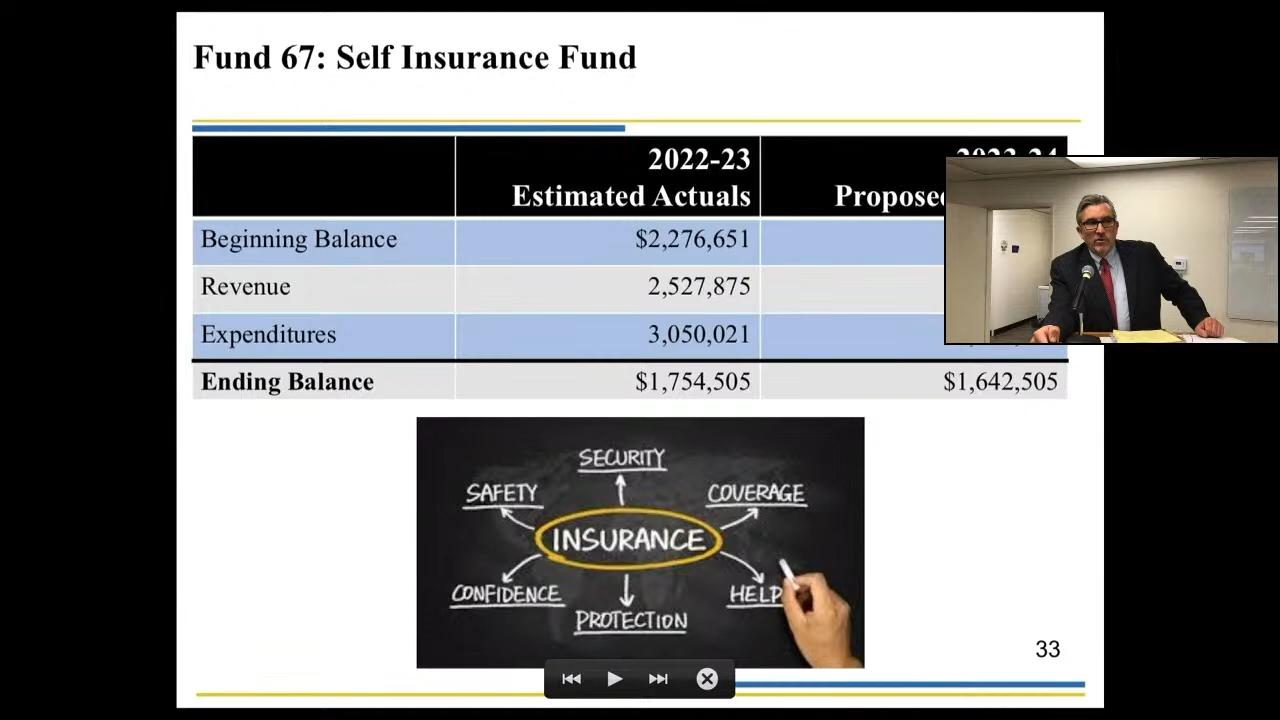 Fund 67: Self Insurance Fund
2022-23
Estimated Actuals
2023-24
Beginning Balance $2,276,651
Revenue 2,527,875
Expenditures 3,050,021
Ending Balance $1,754,505 $1,642,505
SECURITY
SAFETY COVERAGE
INSURANCE
CONFIDENCE HELP
PROTECTION
33